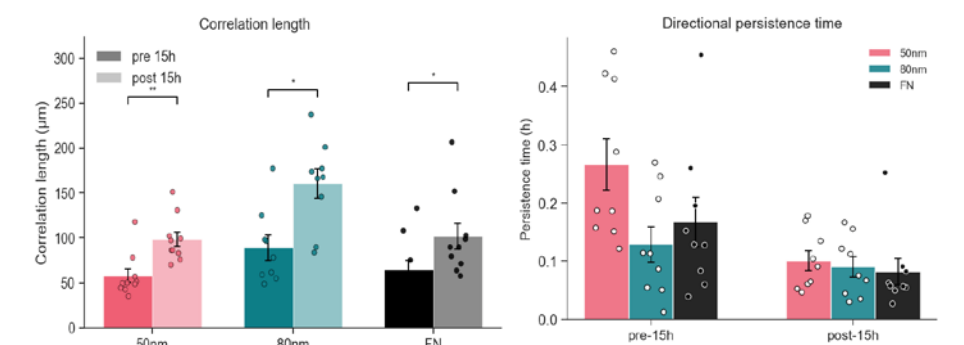 Correlation length
Correlation length (µm)
300
250
200
150
100
50
0
pre 15h
post 15h
**
*
*
50nm
80nm
FN
Directional persistence time
Persistence time (h)
0.4
0.3
0.2
0.1
0.0
50nm
80nm
FN
pre-15h
post-15h